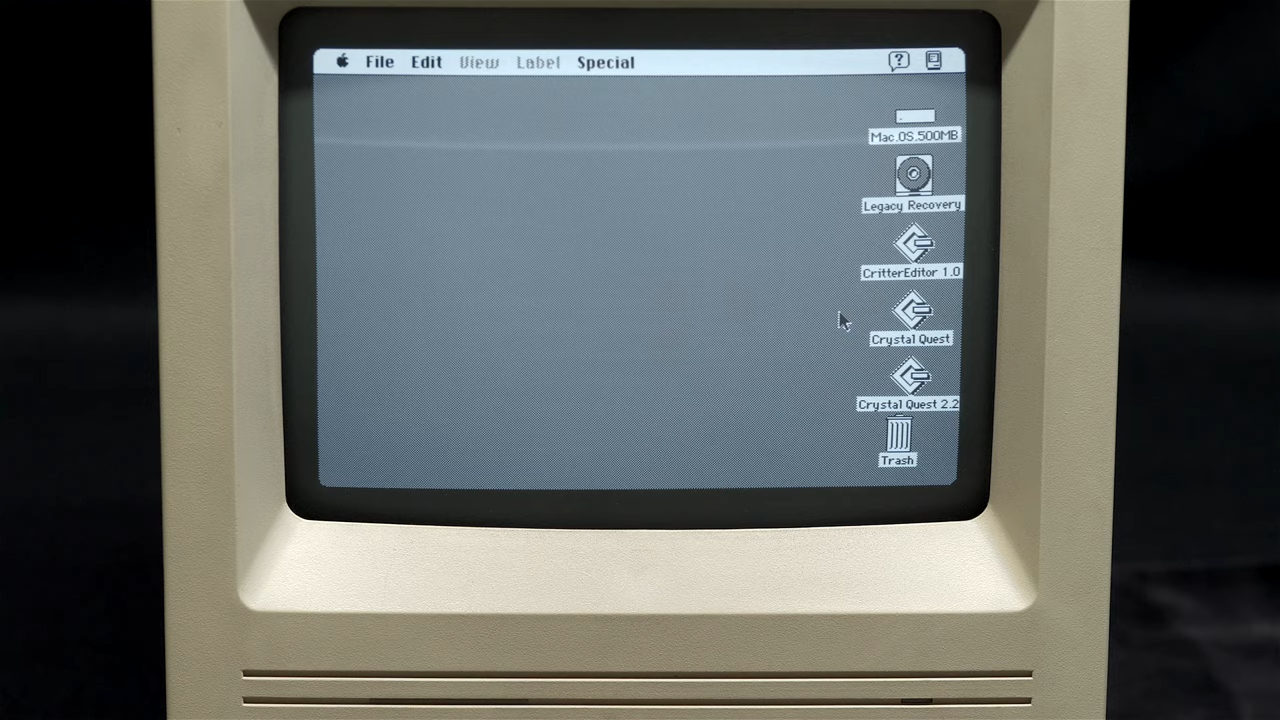 File Edit View Label Special
Mac.OS.500MB
Legacy Recovery
CritterEditor 1.0
Crystal Quest
Crystal Quest 2.2
Trash